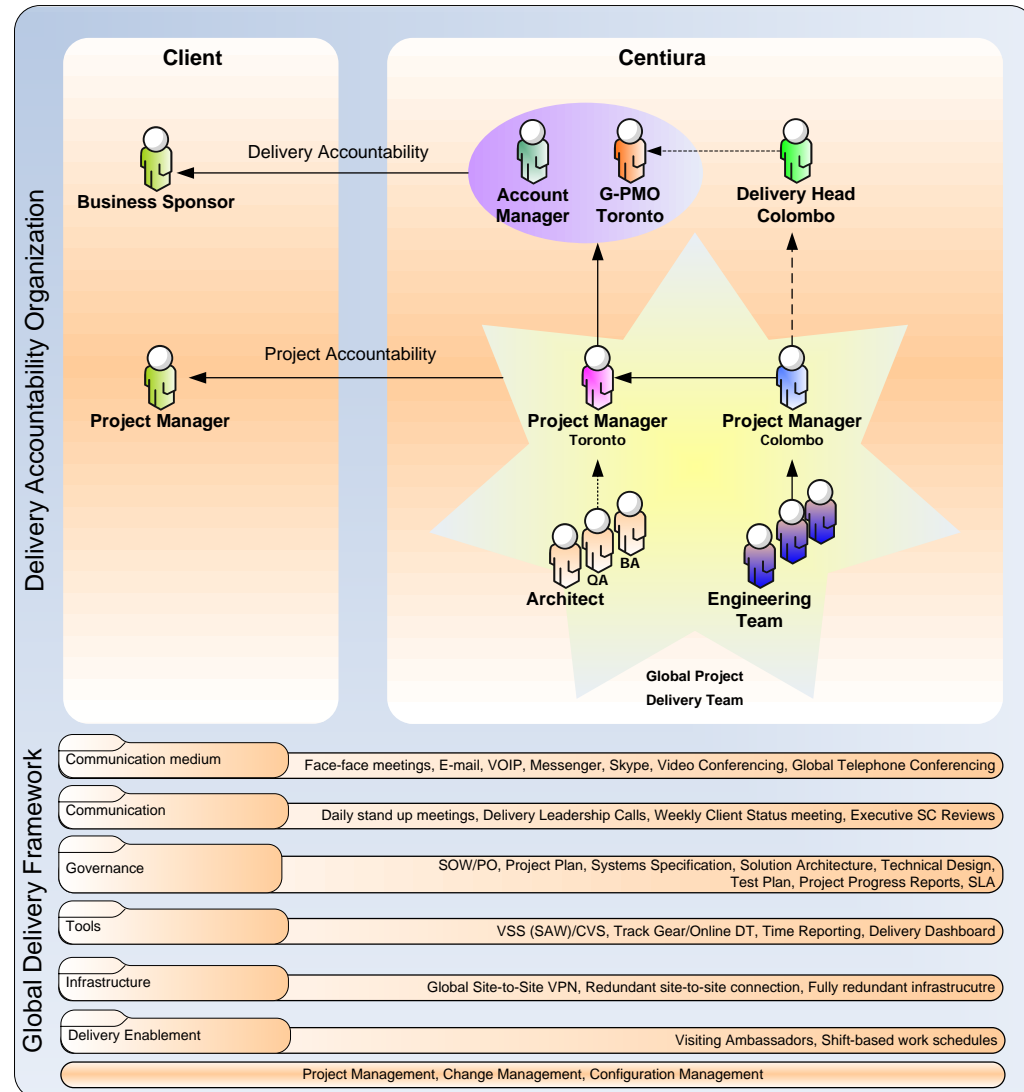 Delivery Accountability Organization
Client
Centiura
Delivery Accountability
Business Sponsor
Account
Manager
G-PMO
Toronto
Delivery Head
Colombo
Project Accountability
Project Manager
Project Manager
Toronto
Project Manager
Colombo
BA
QA
Architect
Engineering
Team
Global Project
Delivery Team
Global Delivery Framework
Communication medium
Face-face meetings, E-mail, VOIP, Messenger, Skype, Video Conferencing, Global Telephone Conferencing
Communication
Daily stand up meetings, Delivery Leadership Calls, Weekly Client Status meeting, Executive SC Reviews
Governance
SOW/PO, Project Plan, Systems Specification, Solution Architecture, Technical Design,
Test Plan, Project Progress Reports, SLA
Tools
VSS (SAW)/CVS, Track Gear/Online DT, Time Reporting, Delivery Dashboard
Infrastructure
Global Site-to-Site VPN, Redundant site-to-site connection, Fully redundant infrastrucutre
Delivery Enablement
Visiting Ambassadors, Shift-based work schedules
Project Management, Change Management, Configuration Management